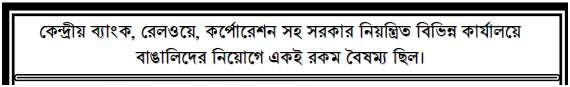 কেন্দ্রীয় ব্যাংক, রেলওয়ে, কর্পোরেশন সহ সরকার নিয়ন্ত্রিত বিভিন্ন কার্যালয়ে
বাঙালিদের নিয়োগে একই রকম বৈষম্য ছিল।